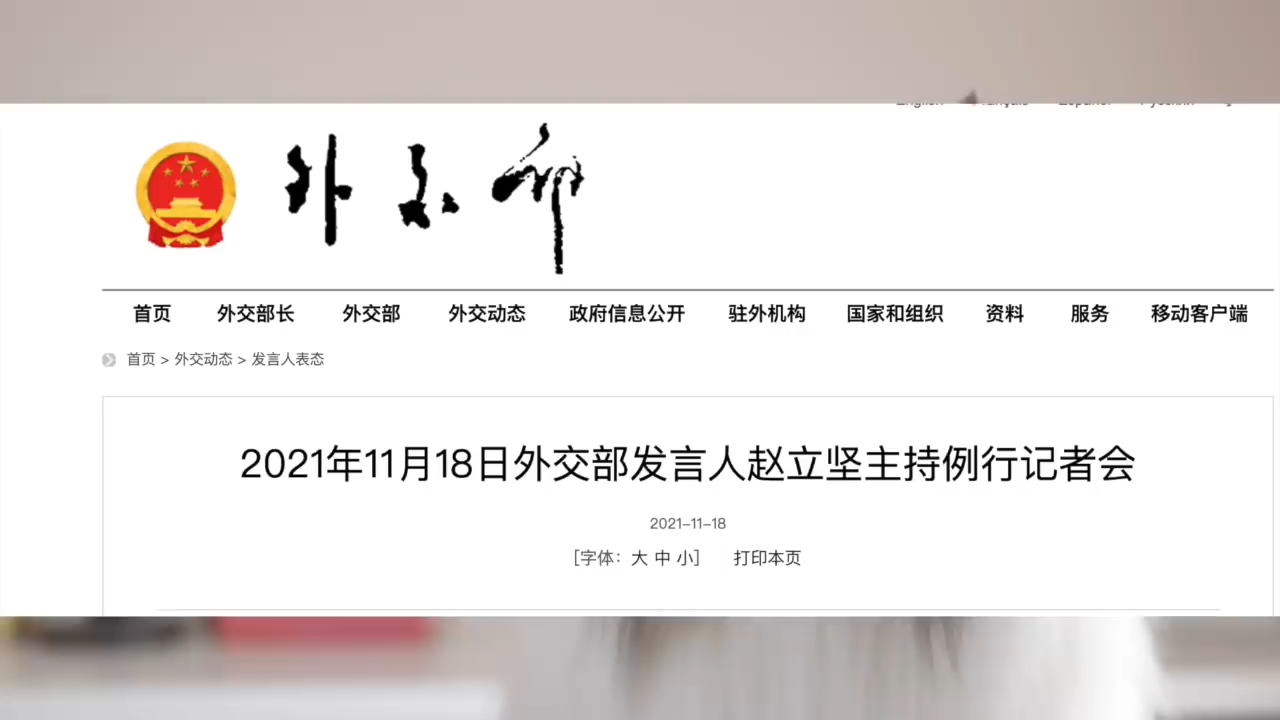 外交部
首页 外交部长 外交部 外交动态 政府信息公开 驻外机构 国家和组织 资料 服务 移动客户端
首页 > 外交动态 > 发言人表态
2021年11月18日外交部发言人赵立坚主持例行记者会
2021-11-18
[字体：大 中 小] 打印本页